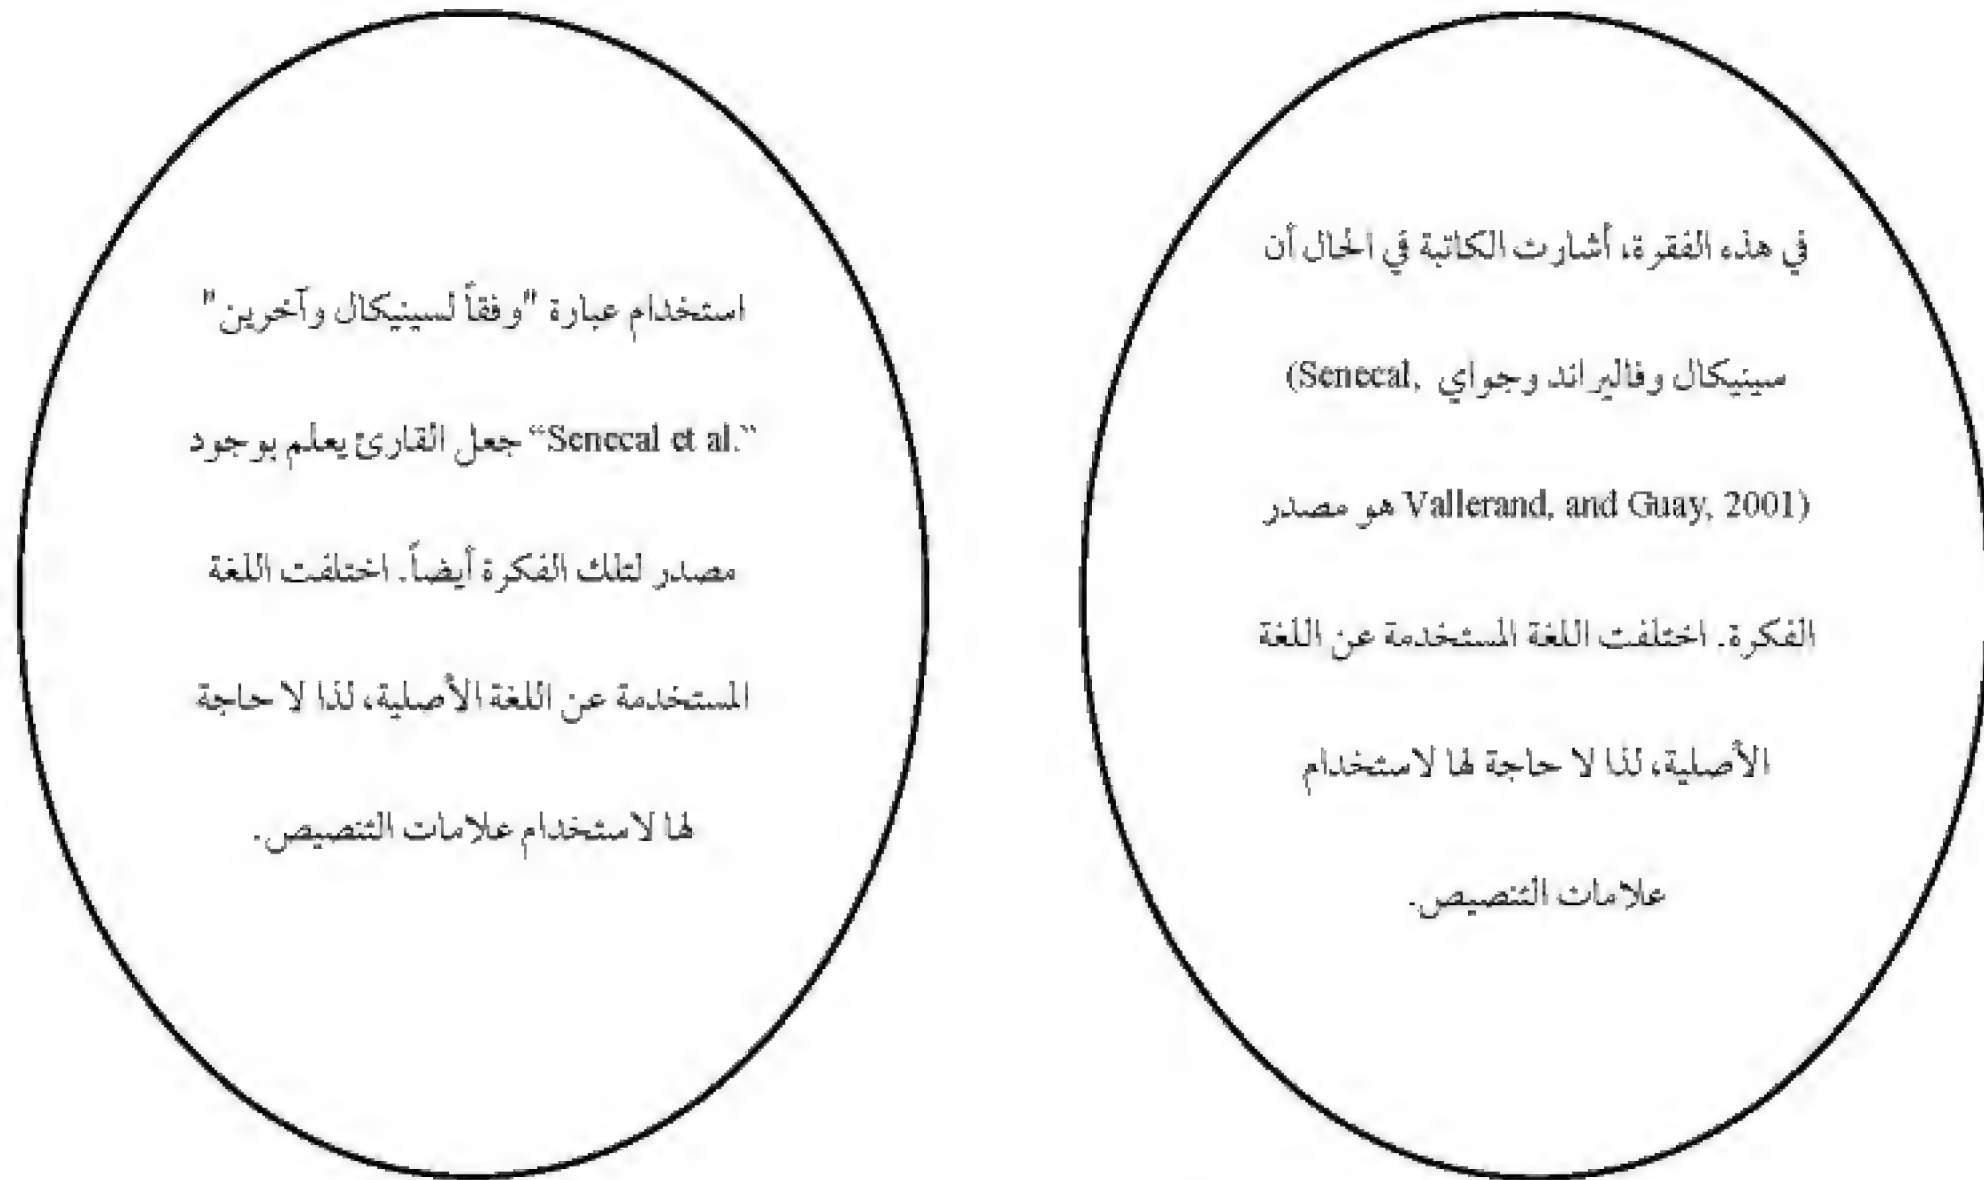 في هذه الفقرة، أشارت الكاتبة في الحال أن
سينيكال وفاليراند وجواي (Senecal,
Vallerand, and Guay, 2001) هو مصدر
الفكرة. اختلفت اللغة المستخدمة عن اللغة
الأصلية، لذا لا حاجة لها لاستخدام
علامات التنصيص.
استخدام عبارة "وفقاً لسينيكال وآخرين"
“Senecal et al.” جعل القارئ يعلم بوجود
مصدر لتلك الفكرة أيضاً. اختلفت اللغة
المستخدمة عن اللغة الأصلية، لذا لا حاجة
لها لاستخدام علامات التنصيص.